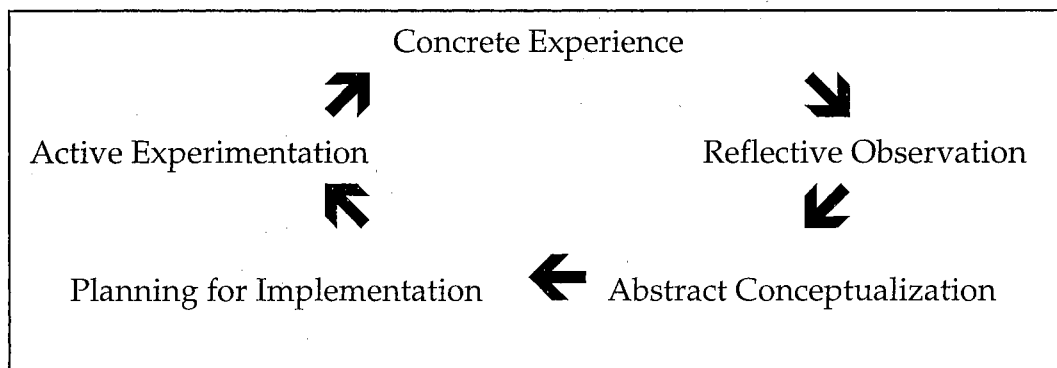 Concrete Experience
Active Experimentation
Reflective Observation
Planning for Implementation
Abstract Conceptualization